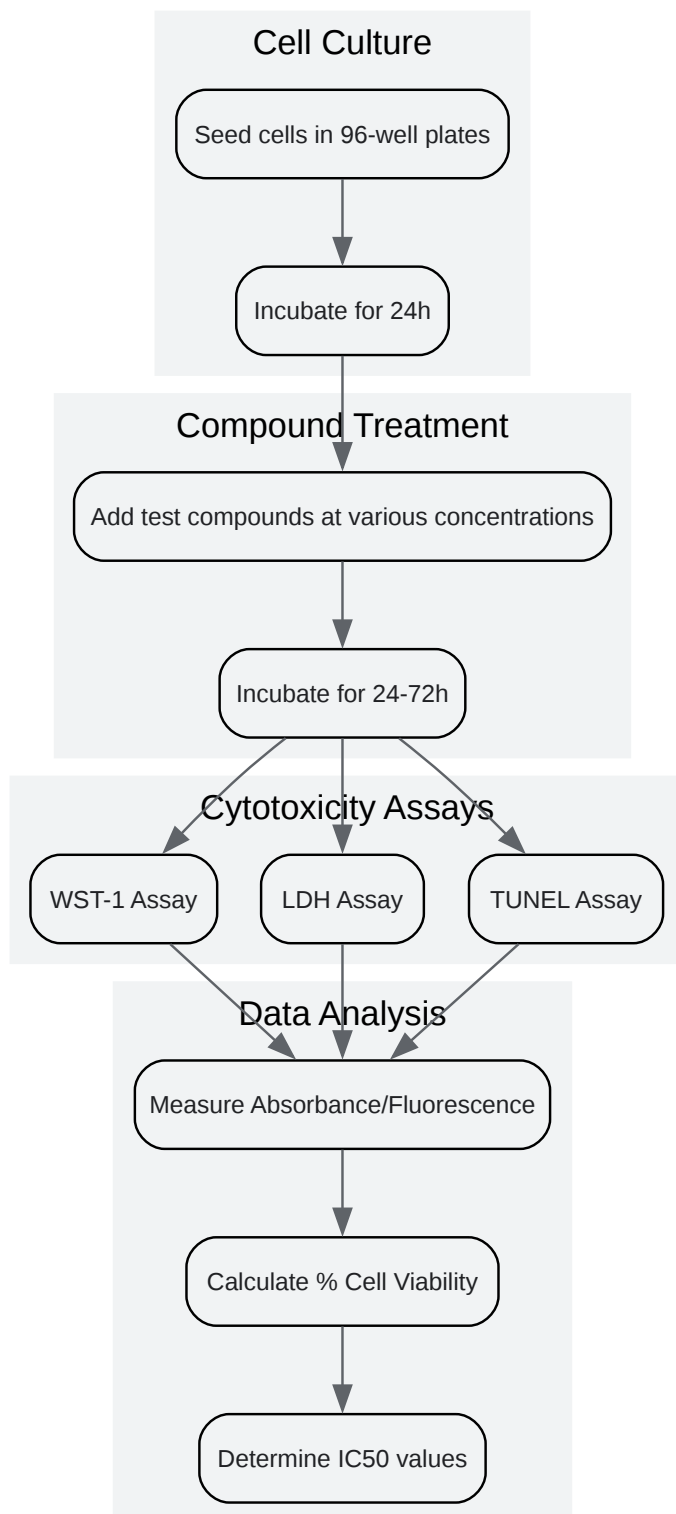 Cell Culture
Seed cells in 96-well plates
Incubate for 24h
Compound Treatment
Add test compounds at various concentrations
Incubate for 24-72h
Cytotoxicity Assays
WST-1 Assay
LDH Assay
TUNEL Assay
Data Analysis
Measure Absorbance/Fluorescence
Calculate % Cell Viability
Determine IC50 values